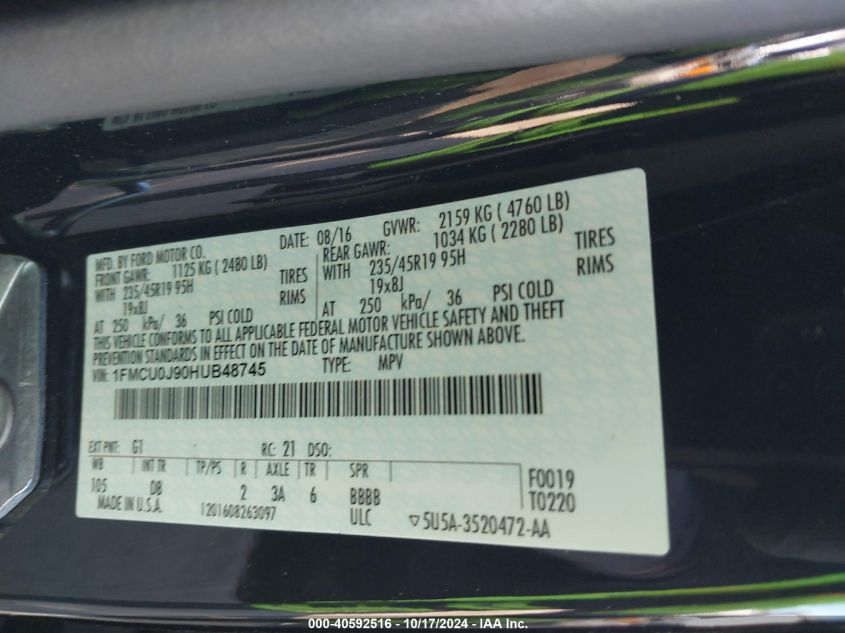 MFD. BY FORD MOTOR CO.
DATE: 08/16 GVWR: 2159 KG ( 4760 LB)
FRONT GAWR: 1125 KG ( 2480 LB)
WITH 235/45R19 95H TIRES
19x8J RIMS
AT 250 kPa/ 36 PSI COLD
REAR GAWR: 1034 KG ( 2280 LB)
WITH 235/45R19 95H TIRES
19x8J RIMS
AT 250 kPa/ 36 PSI COLD
THIS VEHICLE CONFORMS TO ALL APPLICABLE FEDERAL MOTOR VEHICLE SAFETY AND THEFT
PREVENTION STANDARDS IN EFFECT ON THE DATE OF MANUFACTURE SHOWN ABOVE.
VIN: 1FMCU0J90HUB48745 TYPE: MPV
EXT PNT: G1 RC: 21 DSO:
WB INT TR TP/PS R AXLE TR SPR
105 DB 2 3A 6 BBBB
F0019
T0220
MADE IN U.S.A. 1201608263097 ULC ▽5U5A-3520472-AA
000-40592516 - 10/17/2024 - IAA Inc.